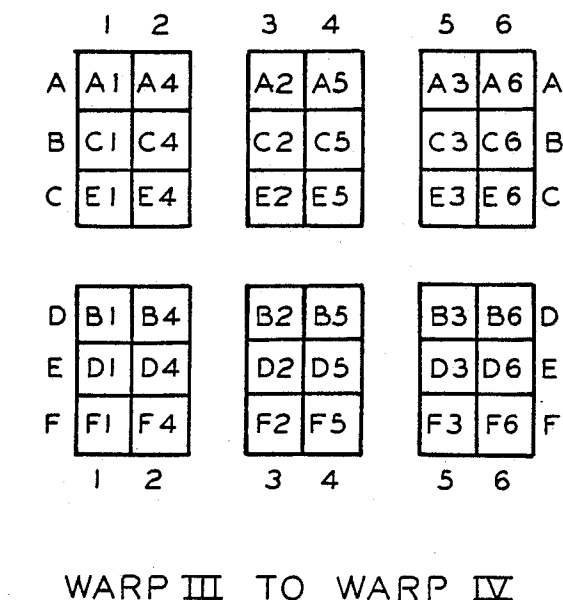 1 2 3 4 5 6
A A1 A4 A2 A5 A3 A6 A
B C1 C4 C2 C5 C3 C6 B
C E1 E4 E2 E5 E3 E6 C
D B1 B4 B2 B5 B3 B6 D
E D1 D4 D2 D5 D3 D6 E
F F1 F4 F2 F5 F3 F6 F
1 2 3 4 5 6
WARP III TO WARP IV